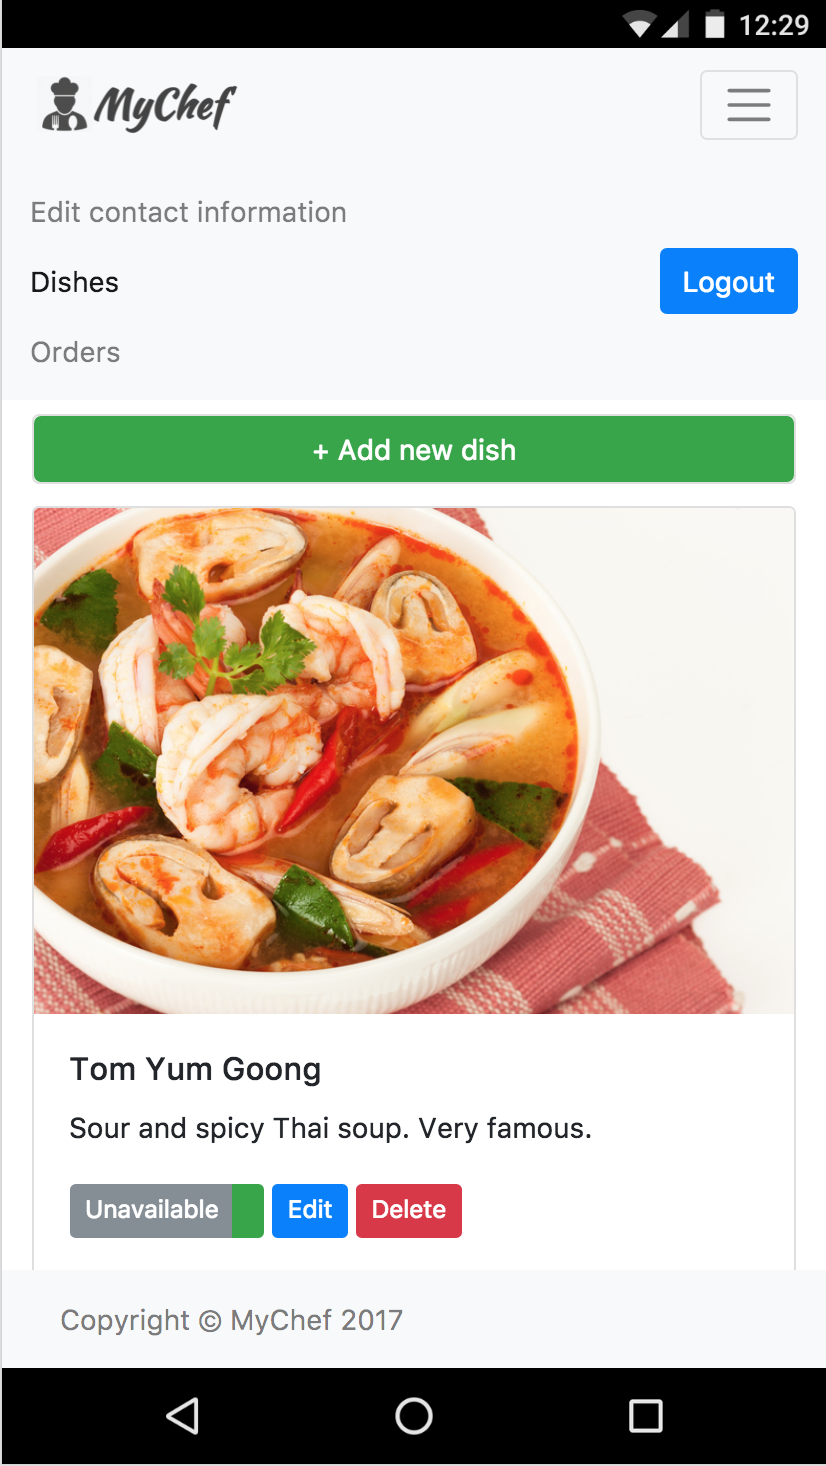 12:29
MyChef
Edit contact information
Dishes
Logout
Orders
+ Add new dish
Tom Yum Goong
Sour and spicy Thai soup. Very famous.
Unavailable Edit Delete
Copyright © MyChef 2017